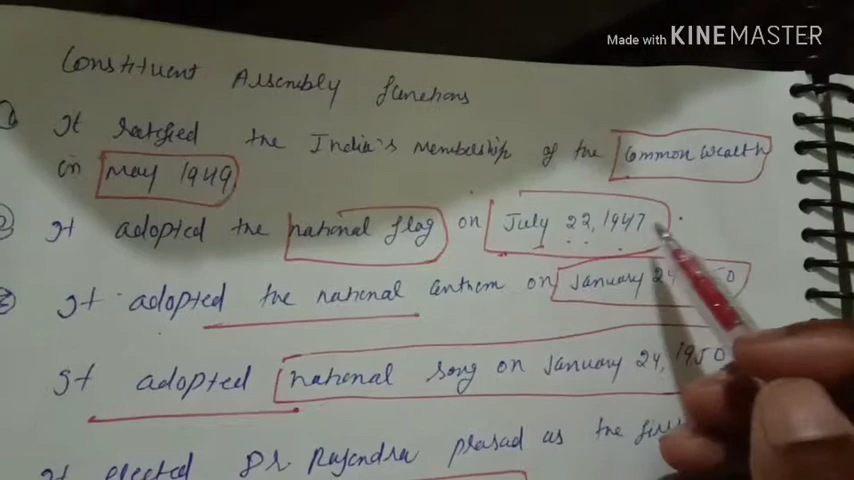 Made with KINEMASTER
Constituent Assembly functions
It ratified the India's Membership of the Common wealth
in May 1949
It adopted the national flag on July 22, 1947
It adopted the national anthem on January 24 50
It adopted national song on January 24, 1950
It elected Dr. Rajendra prasad as the